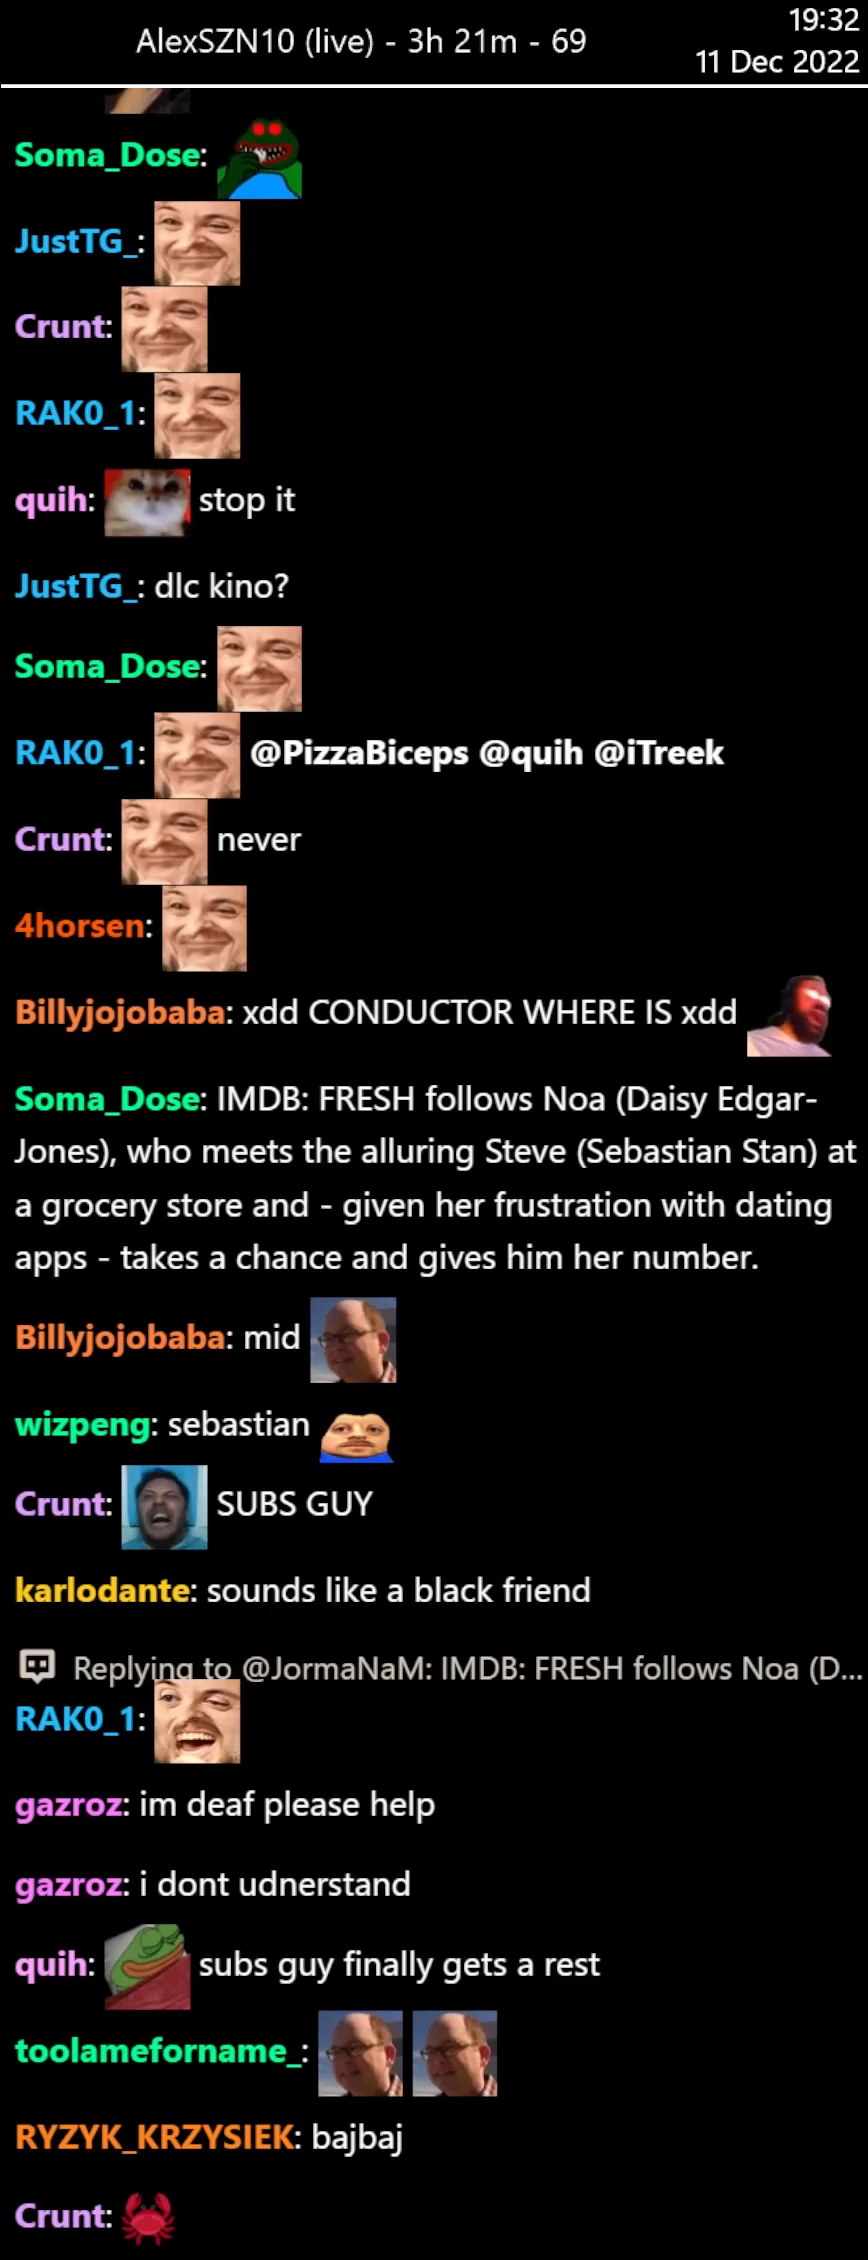 AlexSZN10 (live) - 3h 21m - 69
19:32
11 Dec 2022
Soma_Dose:
JustTG_:
Crunt:
RAK0_1:
quih: stop it
JustTG_: dlc kino?
Soma_Dose:
RAK0_1: @PizzaBiceps @quih @iTreek
Crunt: never
4horsen:
Billyjojobaba: xdd CONDUCTOR WHERE IS xdd
Soma_Dose: IMDB: FRESH follows Noa (Daisy Edgar-
Jones), who meets the alluring Steve (Sebastian Stan) at
a grocery store and - given her frustration with dating
apps - takes a chance and gives him her number.
Billyjojobaba: mid
wizpeng: sebastian
Crunt: SUBS GUY
karlodante: sounds like a black friend
Replying to @JormaNaM: IMDB: FRESH follows Noa (D...
RAK0_1:
gazroz: im deaf please help
gazroz: i dont udnerstand
quih: subs guy finally gets a rest
toolameforname_:
RYZYK_KRZYSIEK: bajbaj
Crunt: